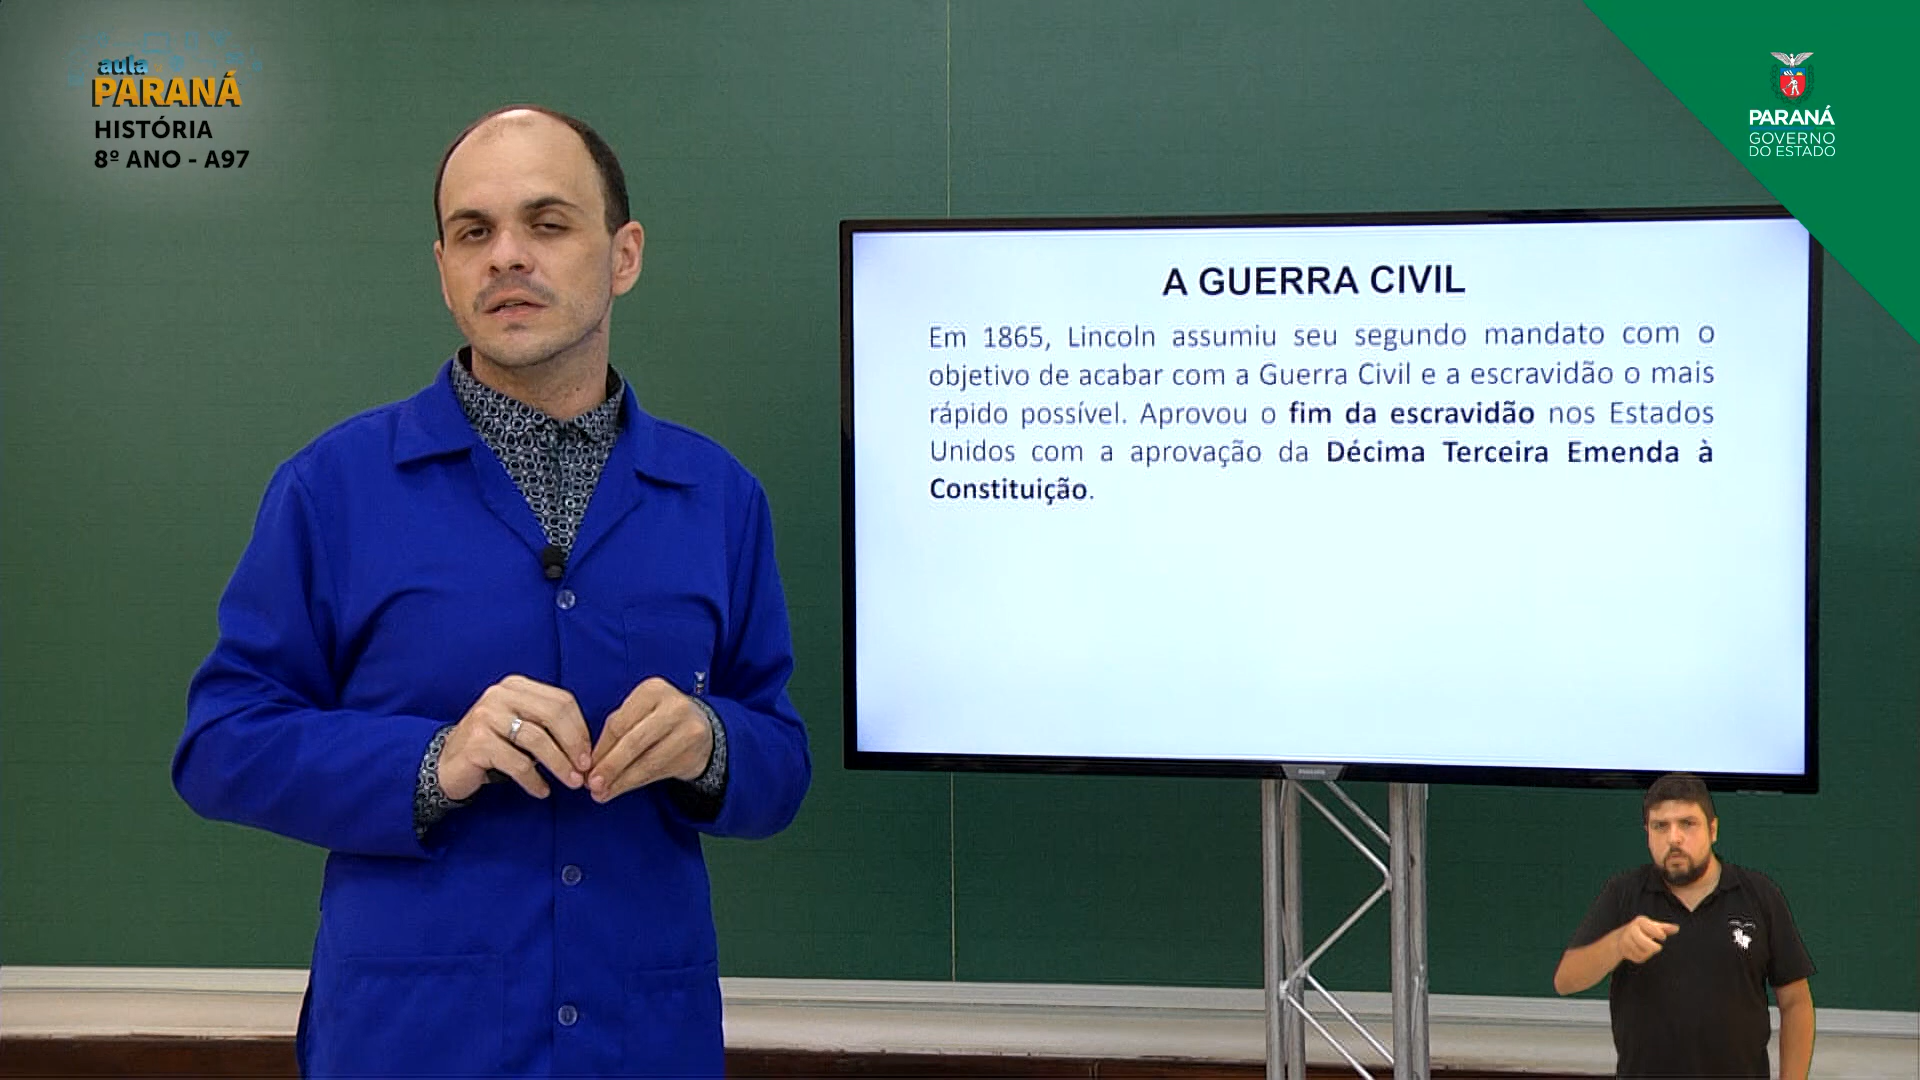 aula
PARANÁ
HISTÓRIA
8º ANO - A97
PARANÁ
GOVERNO
DO ESTADO
A GUERRA CIVIL
Em 1865, Lincoln assumiu seu segundo mandato com o
objetivo de acabar com a Guerra Civil e a escravidão o mais
rápido possível. Aprovou o fim da escravidão nos Estados
Unidos com a aprovação da Décima Terceira Emenda à
Constituição.
PHILIPS